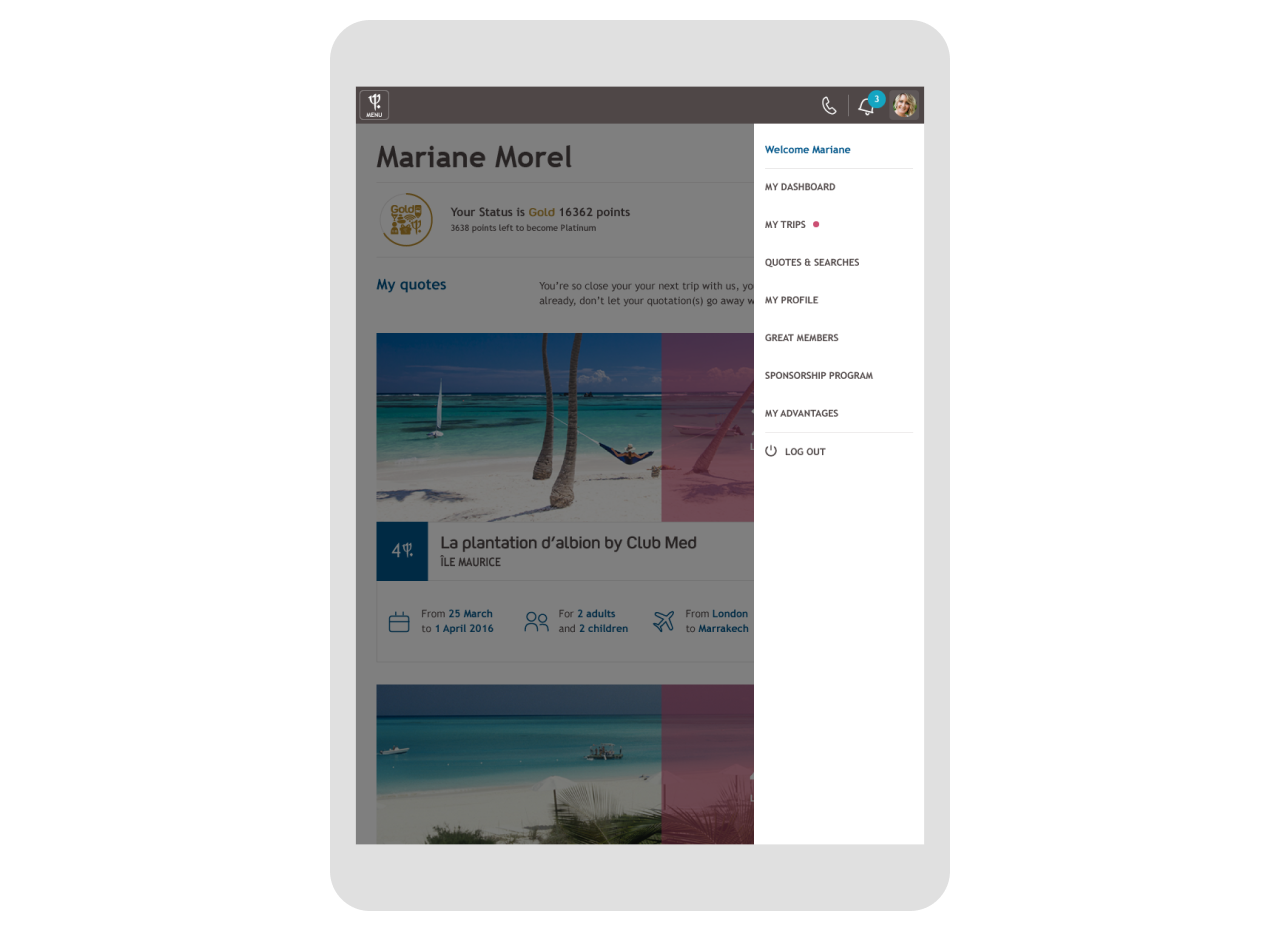 MENU
3
Welcome Mariane
MY DASHBOARD
MY TRIPS
QUOTES & SEARCHES
MY PROFILE
GREAT MEMBERS
SPONSORSHIP PROGRAM
MY ADVANTAGES
LOG OUT
Mariane Morel
Gold
Your Status is Gold 16362 points
3638 points left to become Platinum
My quotes
You're so close your your next trip with us, yo
already, don't let your quotation(s) go away w
4
La plantation d'albion by Club Med
ÎLE MAURICE
From 25 March
to 1 April 2016
For 2 adults
and 2 children
From London
to Marrakech